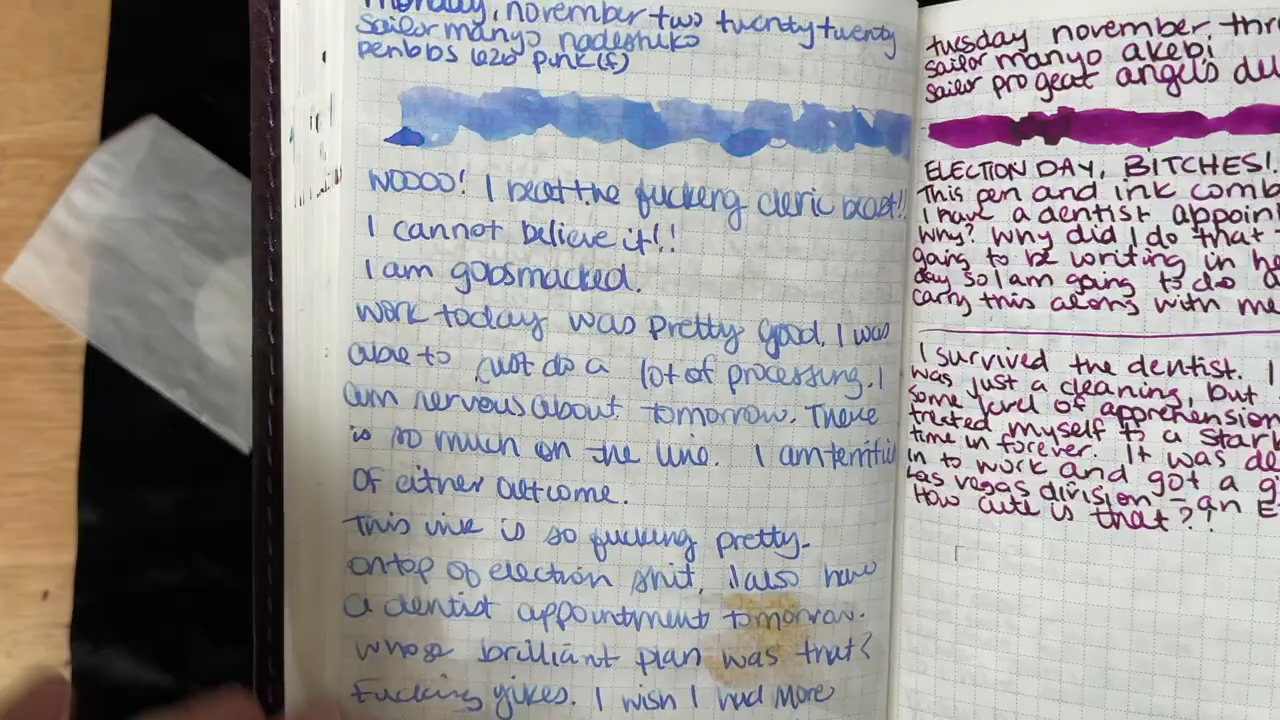 monday, november two twenty twenty
sailor manyo nadeshiko
penbbs 626 pink (f)
WOOOO! I beat the fuckeng cleric beast!!
I cannot believe it!!
I am gobsmacked.
work today was pretty good. I was
able to just do a lot of processing. I
am nervous about tomorrow. There
is so much on the line. I am terrified
of either outcome.
This ink is so fucking pretty.
on top of election shit, I also have
a dentist appointment tomorrow.
whose brilliant plan was that?
Fucking yikes. I wish I had more
tuesday november thr
sailor manyo akebi
sailor pro gear angel's del
ELECTION DAY, BITCHES!
This pen and ink comb
I have a dentist appoin
Why? Why did I do that
going to be writing in he
day so I am going to do a
carry this along with me
I survived the dentist. I
was just a cleaning, but
some level of apprehension
treated myself to a Star
time in forever. It was de
in to work and got a g
Las Vegas division - an E
How cute is that?!